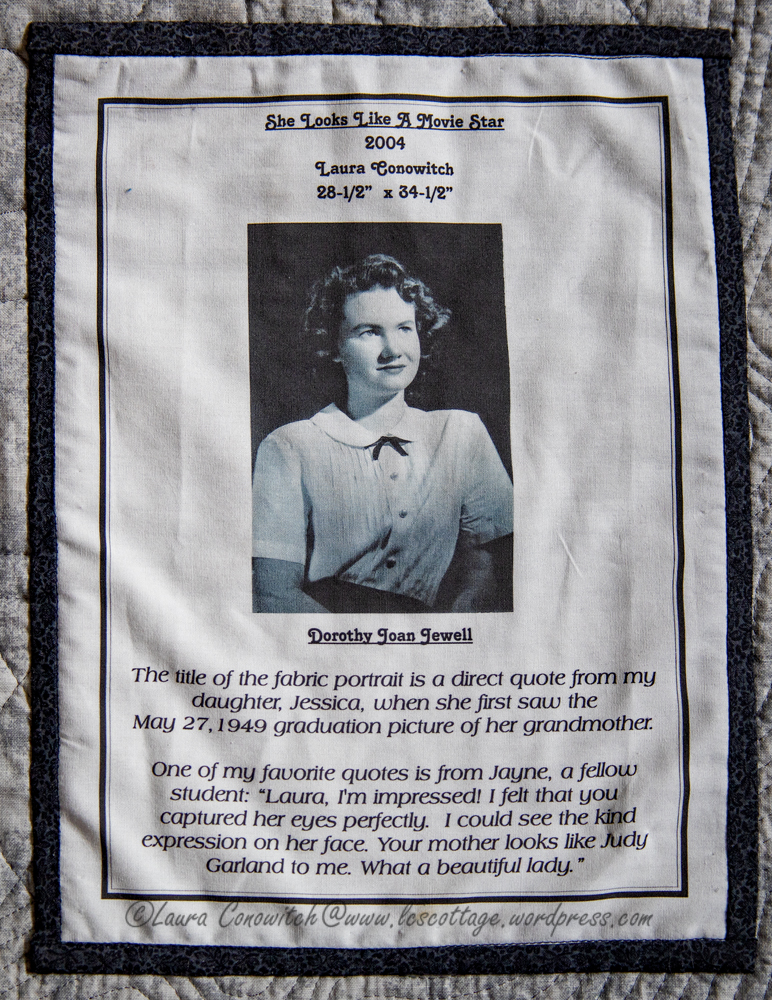 She Looks Like A Movie Star
2004
Laura Conowitch
28-1/2” x 34-1/2”
Dorothy Joan Jewell
The title of the fabric portrait is a direct quote from my
daughter, Jessica, when she first saw the
May 27, 1949 graduation picture of her grandmother.
One of my favorite quotes is from Jayne, a fellow
student: “Laura, I'm impressed! I felt that you
captured her eyes perfectly. I could see the kind
expression on her face. Your mother looks like Judy
Garland to me. What a beautiful lady.”
©Laura Conowitch@www.lcscottage.wordpress.com